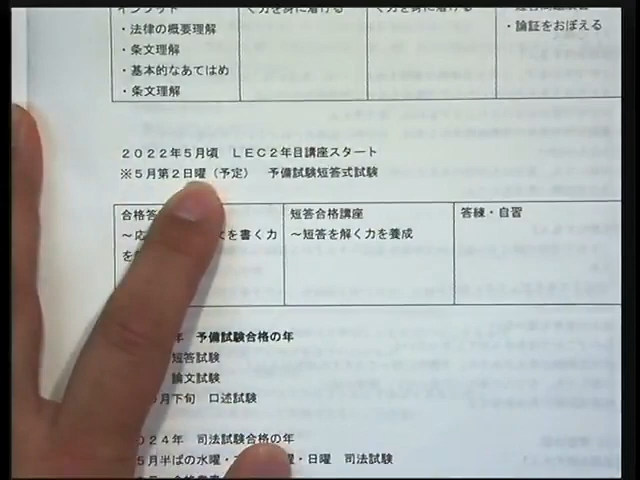 インプット
く力を身に着ける
く力を身に着ける
・法律の概要理解
・論証をおぼえる
・条文理解
・基本的なあてはめ
・条文理解
2022年5月頃 LEC2年目講座スタート
※5月第2日曜（予定） 予備試験短答式試験
合格答
短答合格講座
答練・自習
～応 を書く力
～短答を解く力を養成
を
年 予備試験合格の年
短答試験
論文試験
月下旬 口述試験
024年 司法試験合格の年
5月半ばの水曜・ 曜・日曜 司法試験